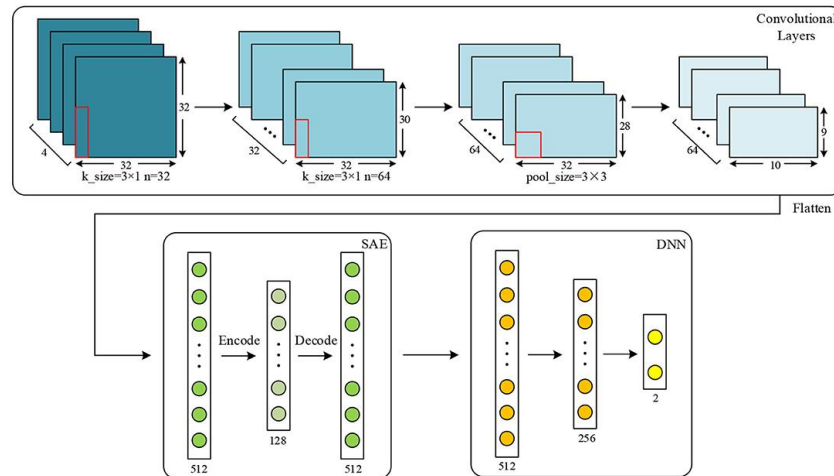 Convolutional
Layers
32
30
28
9
4
32
64
64
32
32
32
10
k_size=3×1 n=32
k_size=3×1 n=64
pool_size=3×3
Flatten
SAE
DNN
Encode
Decode
512
128
512
512
256
2